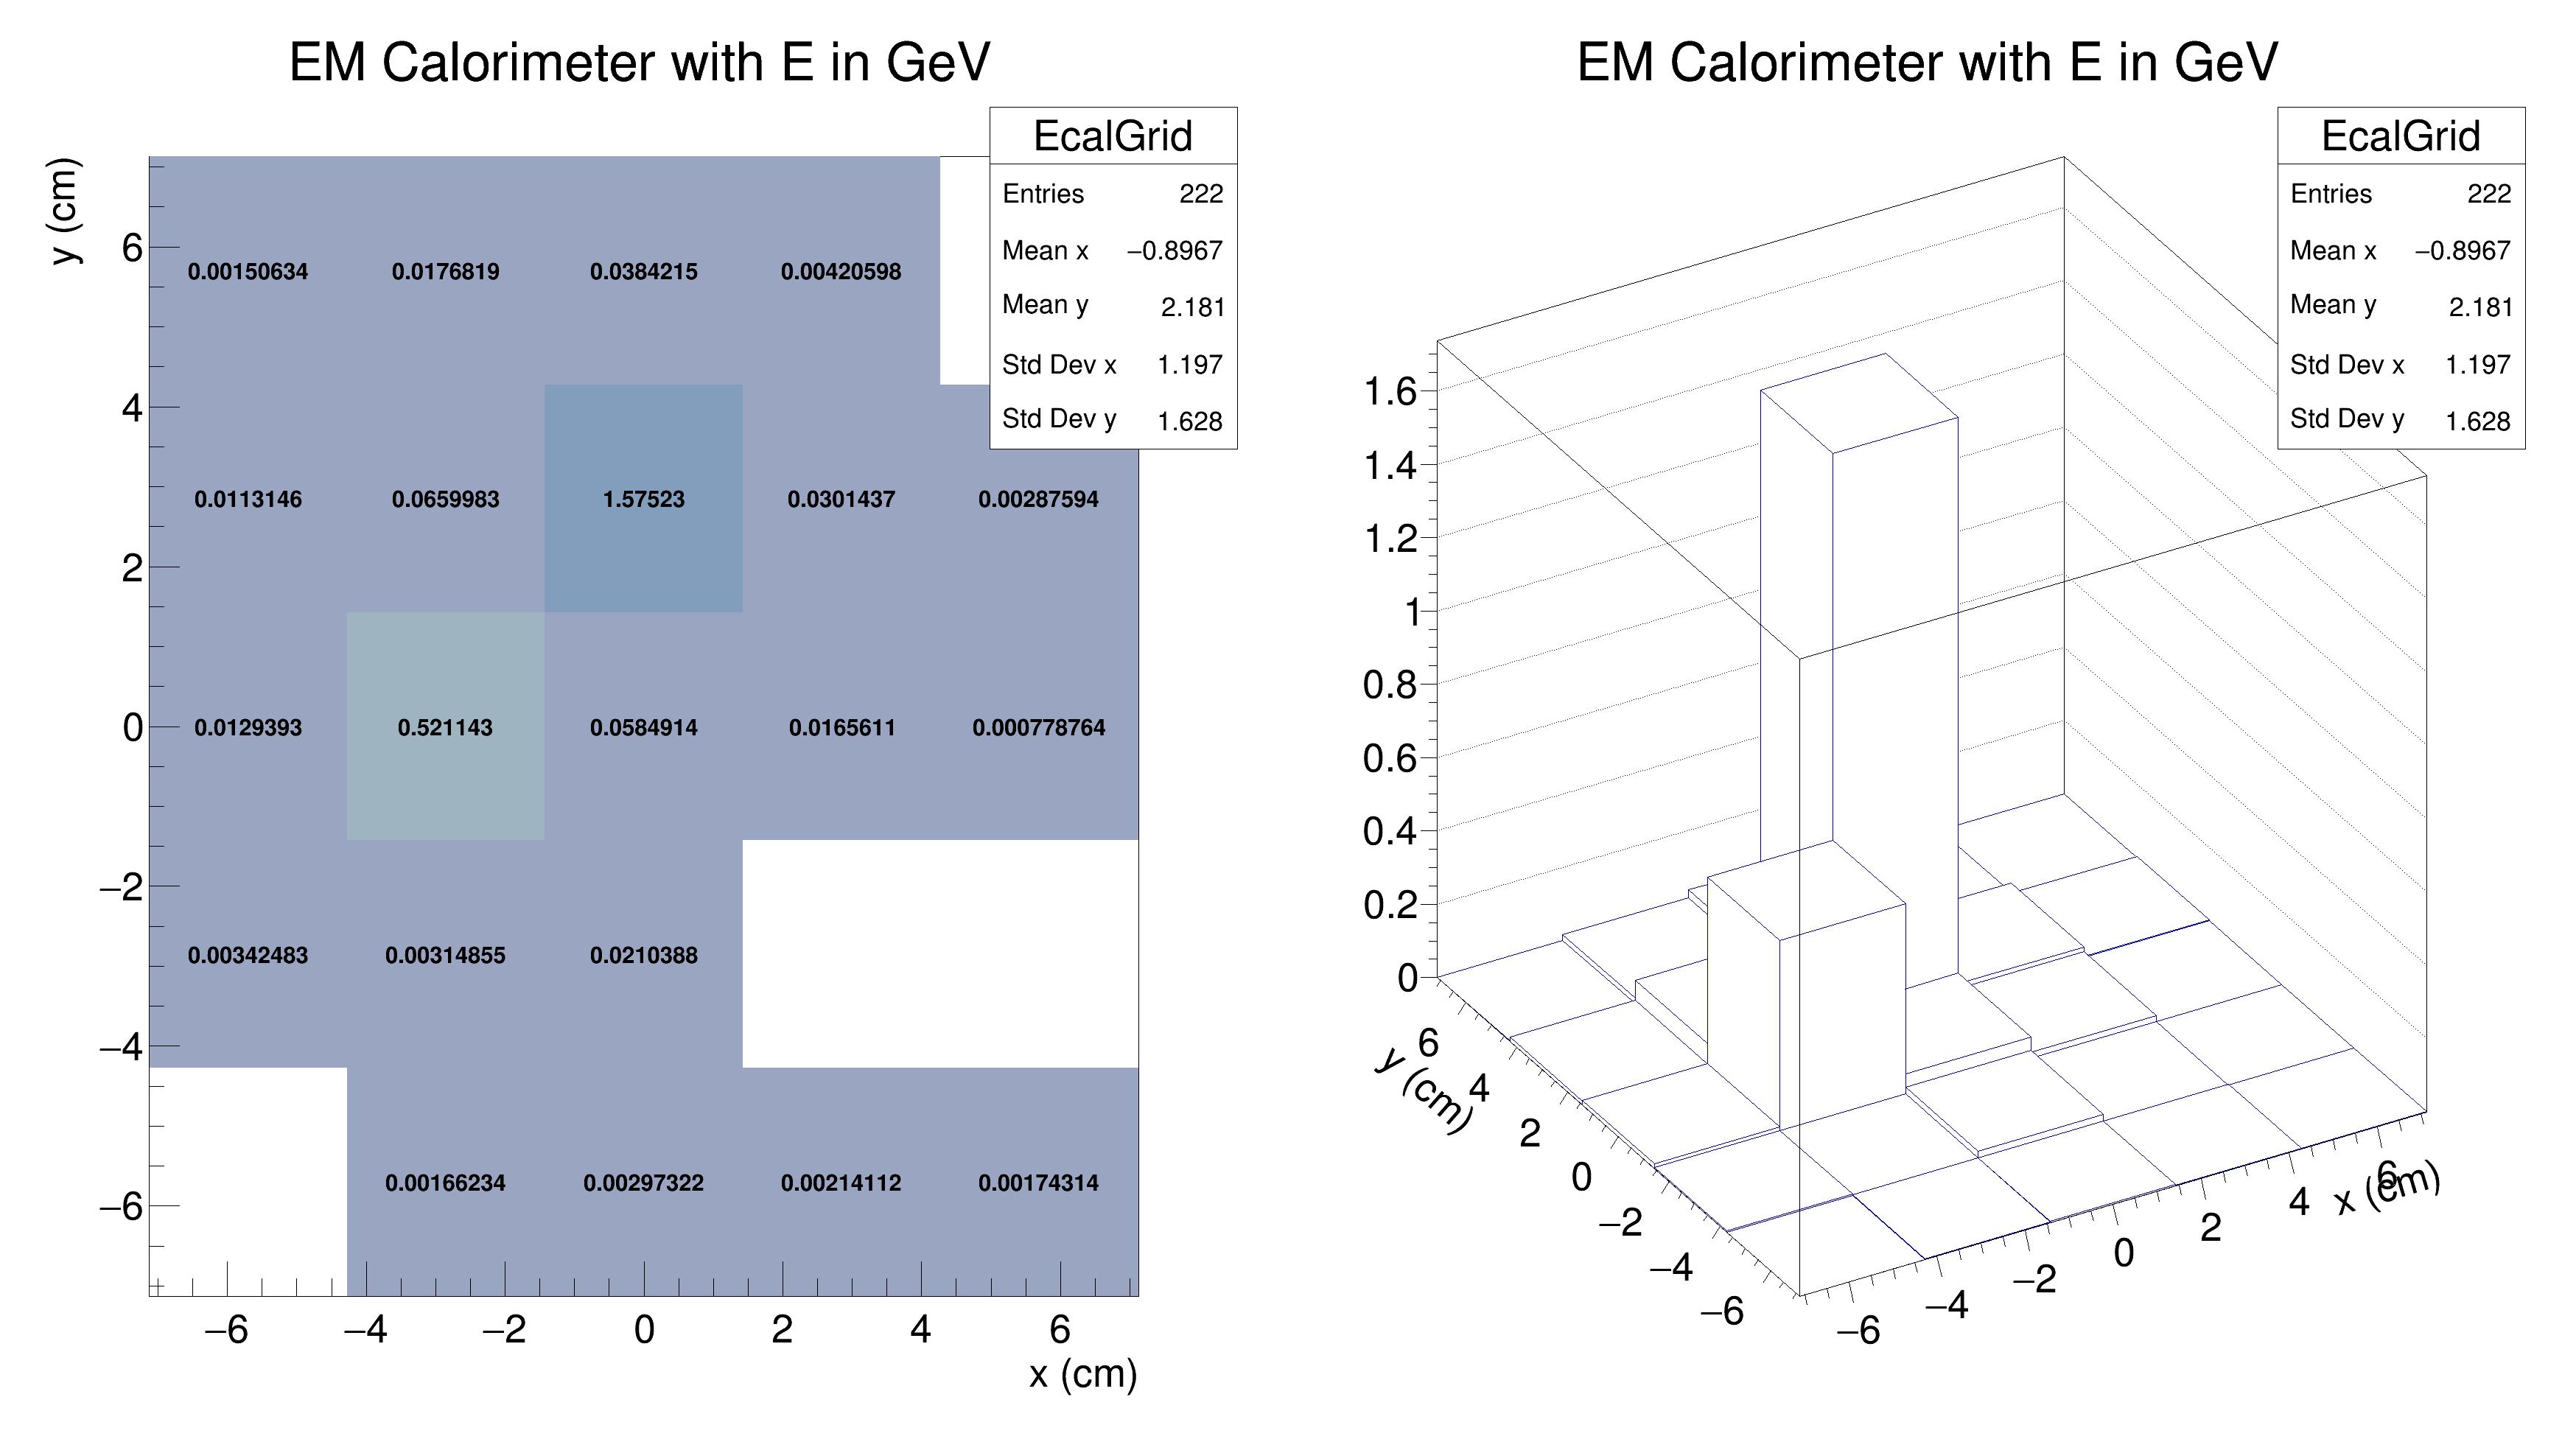 EM Calorimeter with E in GeV
EcalGrid
Entries 222
Mean x −0.8967
Mean y 2.181
Std Dev x 1.197
Std Dev y 1.628
y (cm)
6
4
2
0
−2
−4
−6
0.00150634 0.0176819 0.0384215 0.00420598
0.0113146 0.0659983 1.57523 0.0301437 0.00287594
0.0129393 0.521143 0.0584914 0.0165611 0.000778764
0.00342483 0.00314855 0.0210388
0.00166234 0.00297322 0.00214112 0.00174314
−6 −4 −2 0 2 4 6
x (cm)
EM Calorimeter with E in GeV
EcalGrid
Entries 222
Mean x −0.8967
Mean y 2.181
Std Dev x 1.197
Std Dev y 1.628
1.6
1.4
1.2
1
0.8
0.6
0.4
0.2
0
y (cm)
6
4
2
0
−2
−4
−6
−6
−4
−2
0
2
4
6
x (cm)